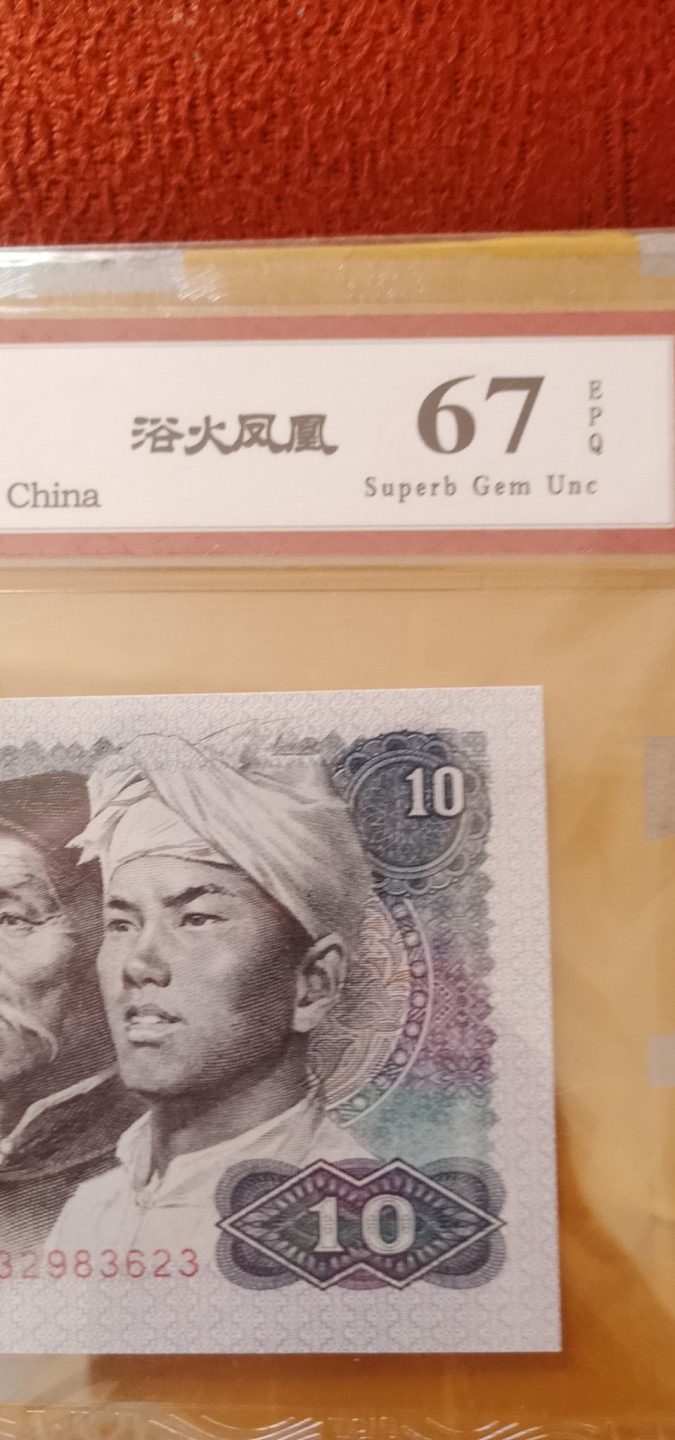 浴火凤凰 67 EPQ
China Superb Gem Unc
10
32983623 10